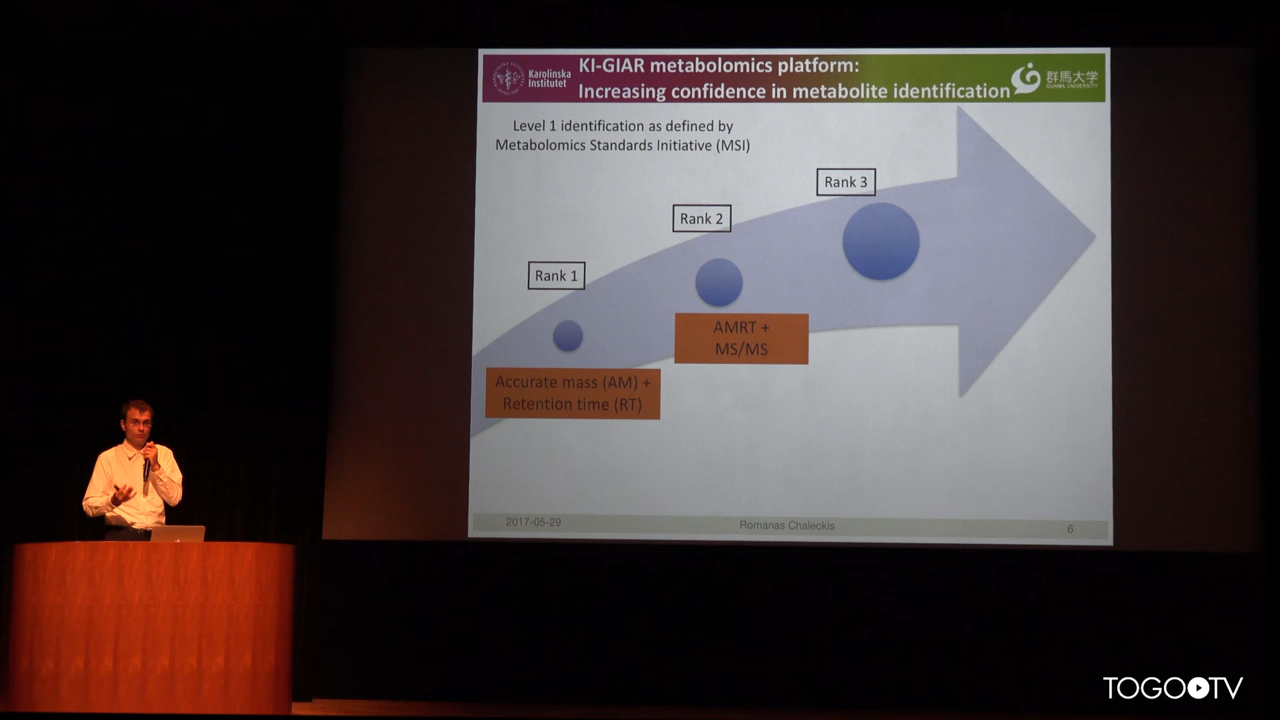 Karolinska
Institutet
KI-GIAR metabolomics platform:
Increasing confidence in metabolite identification
群馬大学
GUNMA UNIVERSITY
Level 1 identification as defined by
Metabolomics Standards Initiative (MSI)
Rank 3
Rank 2
Rank 1
AMRT +
MS/MS
Accurate mass (AM) +
Retention time (RT)
2017-05-29
Romanas Chaleckis
6
TOGO TV